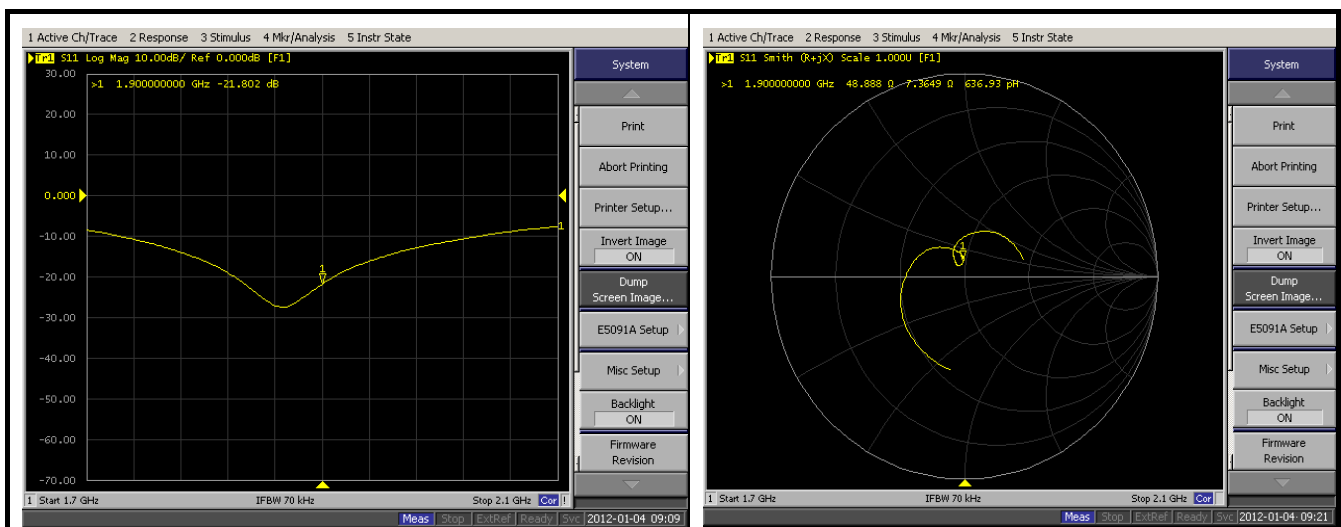 1 Active Ch/Trace 2 Response 3 Stimulus 4 Mkr/Analysis 5 Instr State
Tr1 S11 Log Mag 10.00dB/ Ref 0.000dB [F1]
>1 1.900000000 GHz -21.802 dB
30.00
20.00
10.00
0.000
-10.00
-20.00
-30.00
-40.00
-50.00
-60.00
-70.00
1
1
System
Print
Abort Printing
Printer Setup...
Invert Image
ON
Dump
Screen Image...
E5091A Setup
Misc Setup
Backlight
ON
Firmware
Revision
1 Start 1.7 GHz IFBW 70 kHz Stop 2.1 GHz Cor !
Meas Stop ExtRef Ready Svc 2012-01-04 09:09
1 Active Ch/Trace 2 Response 3 Stimulus 4 Mkr/Analysis 5 Instr State
Tr1 S11 Smith (R+jX) Scale 1.000U [F1]
>1 1.900000000 GHz 48.888 Ω 7.3649 Ω 636.93 pH
1
System
Print
Abort Printing
Printer Setup...
Invert Image
ON
Dump
Screen Image...
E5091A Setup
Misc Setup
Backlight
ON
Firmware
Revision
1 Start 1.7 GHz IFBW 70 kHz Stop 2.1 GHz Cor
Meas Stop ExtRef Ready Svc 2012-01-04 09:21